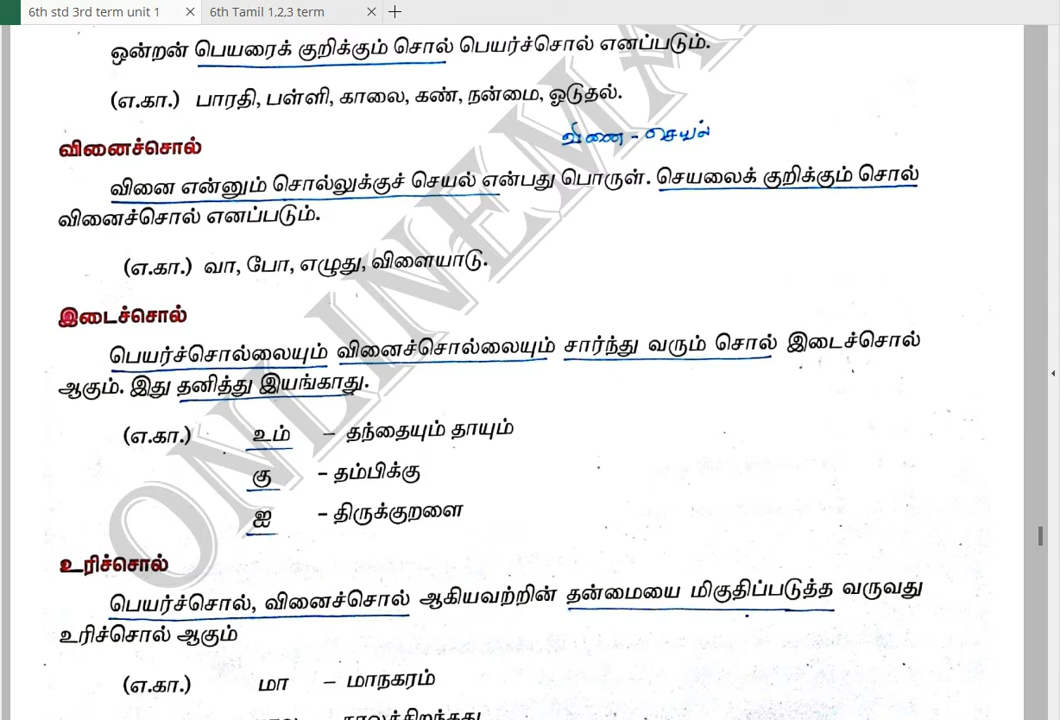 6th std 3rd term unit 1 × 6th Tamil 1,2,3 term × +
ஒன்றன் பெயரைக் குறிக்கும் சொல் பெயர்ச்சொல் எனப்படும்.
(எ.கா.) பாரதி, பள்ளி, காலை, கண், நன்மை, ஓடுதல்.
வினை - செயல்
வினைச்சொல்
வினை என்னும் சொல்லுக்குச் செயல் என்பது பொருள். செயலைக் குறிக்கும் சொல்
வினைச்சொல் எனப்படும்.
(எ.கா.) வா, போ, எழுது, விளையாடு.
இடைச்சொல்
பெயர்ச்சொல்லையும் வினைச்சொல்லையும் சார்ந்து வரும் சொல் இடைச்சொல்
ஆகும். இது தனித்து இயங்காது.
(எ.கா.) உம் – தந்தையும் தாயும்
கு – தம்பிக்கு
ஐ – திருக்குறளை
உரிச்சொல்
பெயர்ச்சொல், வினைச்சொல் ஆகியவற்றின் தன்மையை மிகுதிப்படுத்த வருவது
உரிச்சொல் ஆகும்
(எ.கா.) மா – மாநகரம்